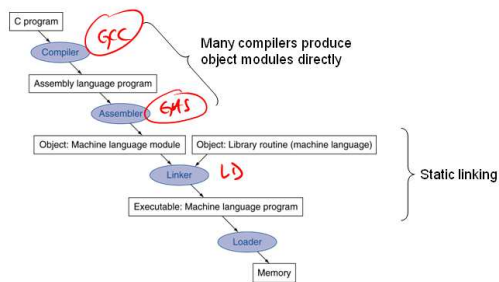 C program
GCC
Compiler
Many compilers produce
object modules directly
Assembly language program
Assembler
GAS
Object: Machine language module
Object: Library routine (machine language)
Linker
LD
Static linking
Executable: Machine language program
Loader
Memory